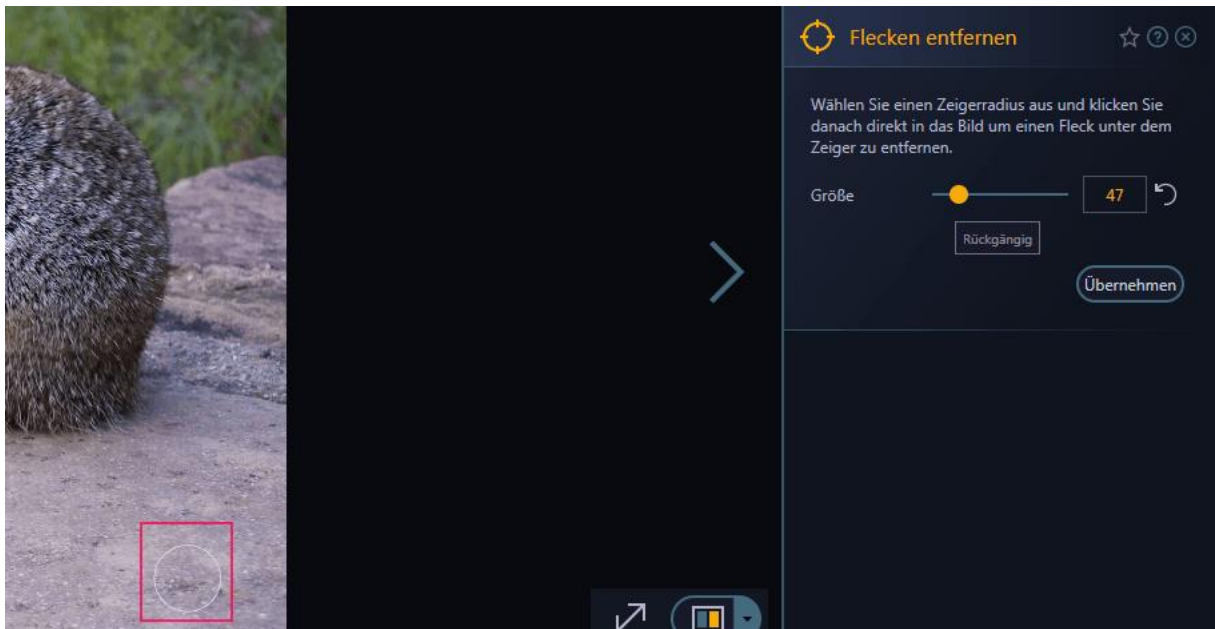 Flecken entfernen
Wählen Sie einen Zeigerradius aus und klicken Sie
danach direkt in das Bild um einen Fleck unter dem
Zeiger zu entfernen.
Größe 47
Rückgängig
Übernehmen